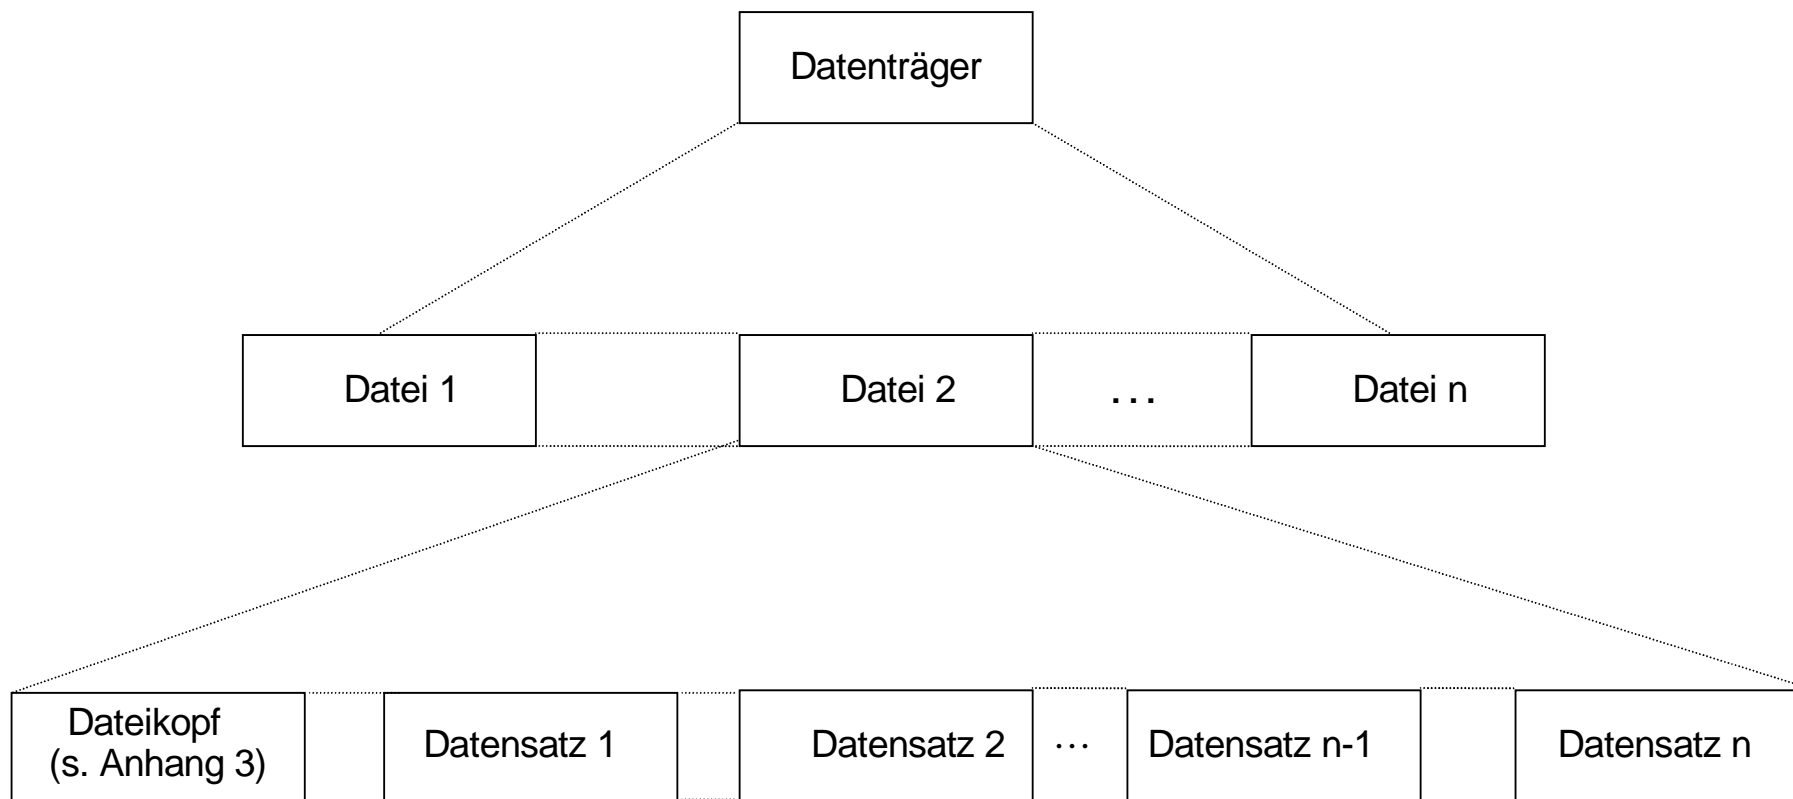 Datenträger
Datei 1
Datei 2
...
Datei n
Dateikopf
(s. Anhang 3)
Datensatz 1
Datensatz 2
...
Datensatz n-1
Datensatz n